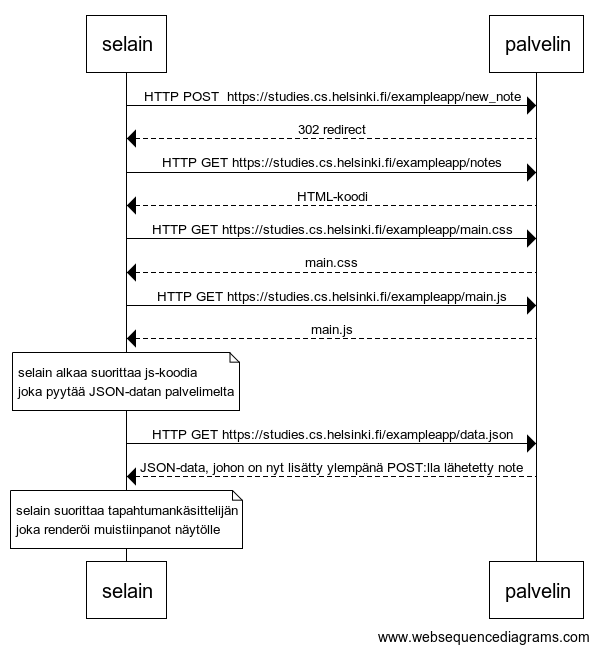 selain
palvelin
HTTP POST  https://studies.cs.helsinki.fi/exampleapp/new_note
302 redirect
HTTP GET https://studies.cs.helsinki.fi/exampleapp/notes
HTML-koodi
HTTP GET https://studies.cs.helsinki.fi/exampleapp/main.css
main.css
HTTP GET https://studies.cs.helsinki.fi/exampleapp/main.js
main.js
selain alkaa suorittaa js-koodia
joka pyytää JSON-datan palvelimelta
HTTP GET https://studies.cs.helsinki.fi/exampleapp/data.json
JSON-data, johon on nyt lisätty ylempänä POST:lla lähetetty note
selain suorittaa tapahtumankäsittelijän
joka renderöi muistiinpanot näytölle
selain
palvelin
www.websequencediagrams.com